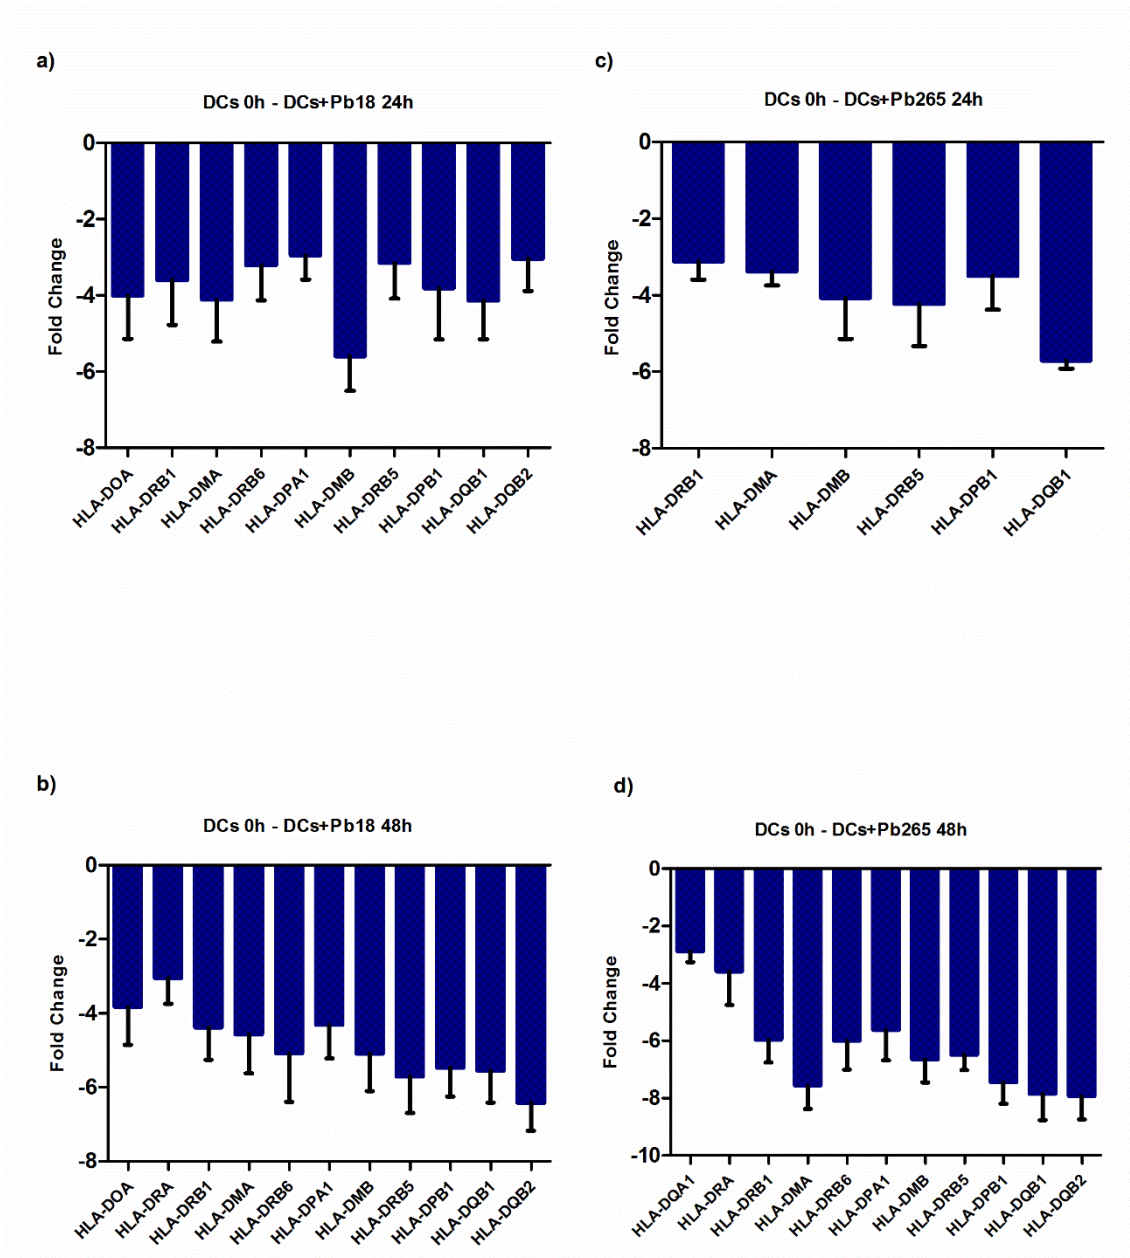 a)
DCs 0h - DCs+Pb18 24h
Fold Change
0
-2
-4
-6
-8
HLA-DOA
HLA-DRB1
HLA-DMA
HLA-DRB6
HLA-DPA1
HLA-DMB
HLA-DRB5
HLA-DPB1
HLA-DQB1
HLA-DQB2
c)
DCs 0h - DCs+Pb265 24h
Fold Change
0
-2
-4
-6
-8
HLA-DRB1
HLA-DMA
HLA-DMB
HLA-DRB5
HLA-DPB1
HLA-DQB1
b)
DCs 0h - DCs+Pb18 48h
Fold Change
0
-2
-4
-6
-8
HLA-DOA
HLA-DRA
HLA-DRB1
HLA-DMA
HLA-DRB6
HLA-DPA1
HLA-DMB
HLA-DRB5
HLA-DPB1
HLA-DQB1
HLA-DQB2
d)
DCs 0h - DCs+Pb265 48h
Fold Change
0
-2
-4
-6
-8
-10
HLA-DQA1
HLA-DRA
HLA-DRB1
HLA-DMA
HLA-DRB6
HLA-DPA1
HLA-DMB
HLA-DRB5
HLA-DPB1
HLA-DQB1
HLA-DQB2